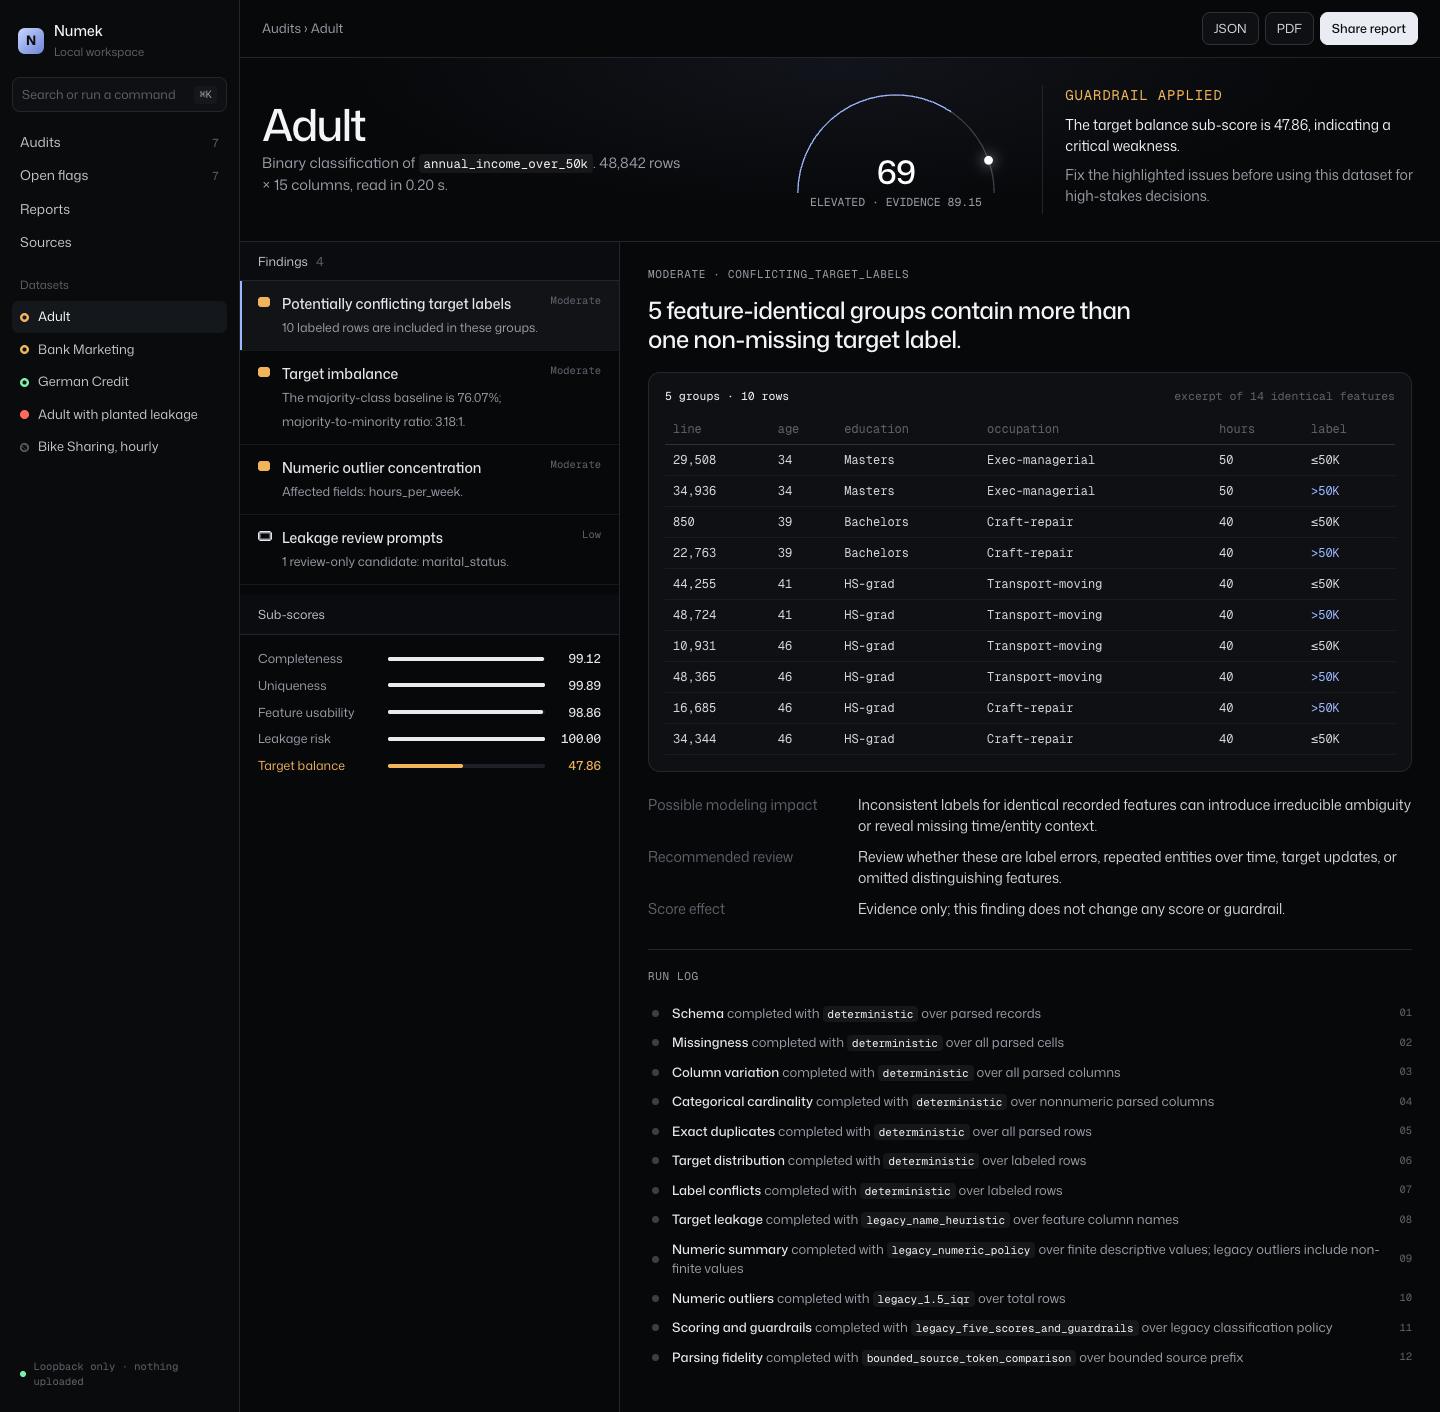 N
Numek
Local workspace
Search or run a command
⌘K
Audits 7
Open flags 7
Reports
Sources
Datasets
Adult
Bank Marketing
German Credit
Adult with planted leakage
Bike Sharing, hourly
Loopback only · nothing
uploaded
Audits › Adult
JSON
PDF
Share report
Adult
Binary classification of annual_income_over_50k. 48,842 rows
× 15 columns, read in 0.20 s.
69
ELEVATED · EVIDENCE 89.15
GUARDRAIL APPLIED
The target balance sub-score is 47.86, indicating a
critical weakness.
Fix the highlighted issues before using this dataset for
high-stakes decisions.
Findings 4
Potentially conflicting target labels Moderate
10 labeled rows are included in these groups.
Target imbalance Moderate
The majority-class baseline is 76.07%;
majority-to-minority ratio: 3.18:1.
Numeric outlier concentration Moderate
Affected fields: hours_per_week.
Leakage review prompts Low
1 review-only candidate: marital_status.
Sub-scores
Completeness 99.12
Uniqueness 99.89
Feature usability 98.86
Leakage risk 100.00
Target balance 47.86
MODERATE · CONFLICTING_TARGET_LABELS
5 feature-identical groups contain more than
one non-missing target label.
5 groups · 10 rows excerpt of 14 identical features
line age education occupation hours label
29,508 34 Masters Exec-managerial 50 ≤50K
34,936 34 Masters Exec-managerial 50 >50K
850 39 Bachelors Craft-repair 40 ≤50K
22,763 39 Bachelors Craft-repair 40 >50K
44,255 41 HS-grad Transport-moving 40 ≤50K
48,724 41 HS-grad Transport-moving 40 >50K
10,931 46 HS-grad Transport-moving 40 ≤50K
48,365 46 HS-grad Transport-moving 40 >50K
16,685 46 HS-grad Craft-repair 40 >50K
34,344 46 HS-grad Craft-repair 40 ≤50K
Possible modeling impact Inconsistent labels for identical recorded features can introduce irreducible ambiguity
or reveal missing time/entity context.
Recommended review Review whether these are label errors, repeated entities over time, target updates, or
omitted distinguishing features.
Score effect Evidence only; this finding does not change any score or guardrail.
RUN LOG
Schema completed with deterministic over parsed records 01
Missingness completed with deterministic over all parsed cells 02
Column variation completed with deterministic over all parsed columns 03
Categorical cardinality completed with deterministic over nonnumeric parsed columns 04
Exact duplicates completed with deterministic over all parsed rows 05
Target distribution completed with deterministic over labeled rows 06
Label conflicts completed with deterministic over labeled rows 07
Target leakage completed with legacy_name_heuristic over feature column names 08
Numeric summary completed with legacy_numeric_policy over finite descriptive values; legacy outliers include non- 09
finite values
Numeric outliers completed with legacy_1.5_iqr over total rows 10
Scoring and guardrails completed with legacy_five_scores_and_guardrails over legacy classification policy 11
Parsing fidelity completed with bounded_source_token_comparison over bounded source prefix 12